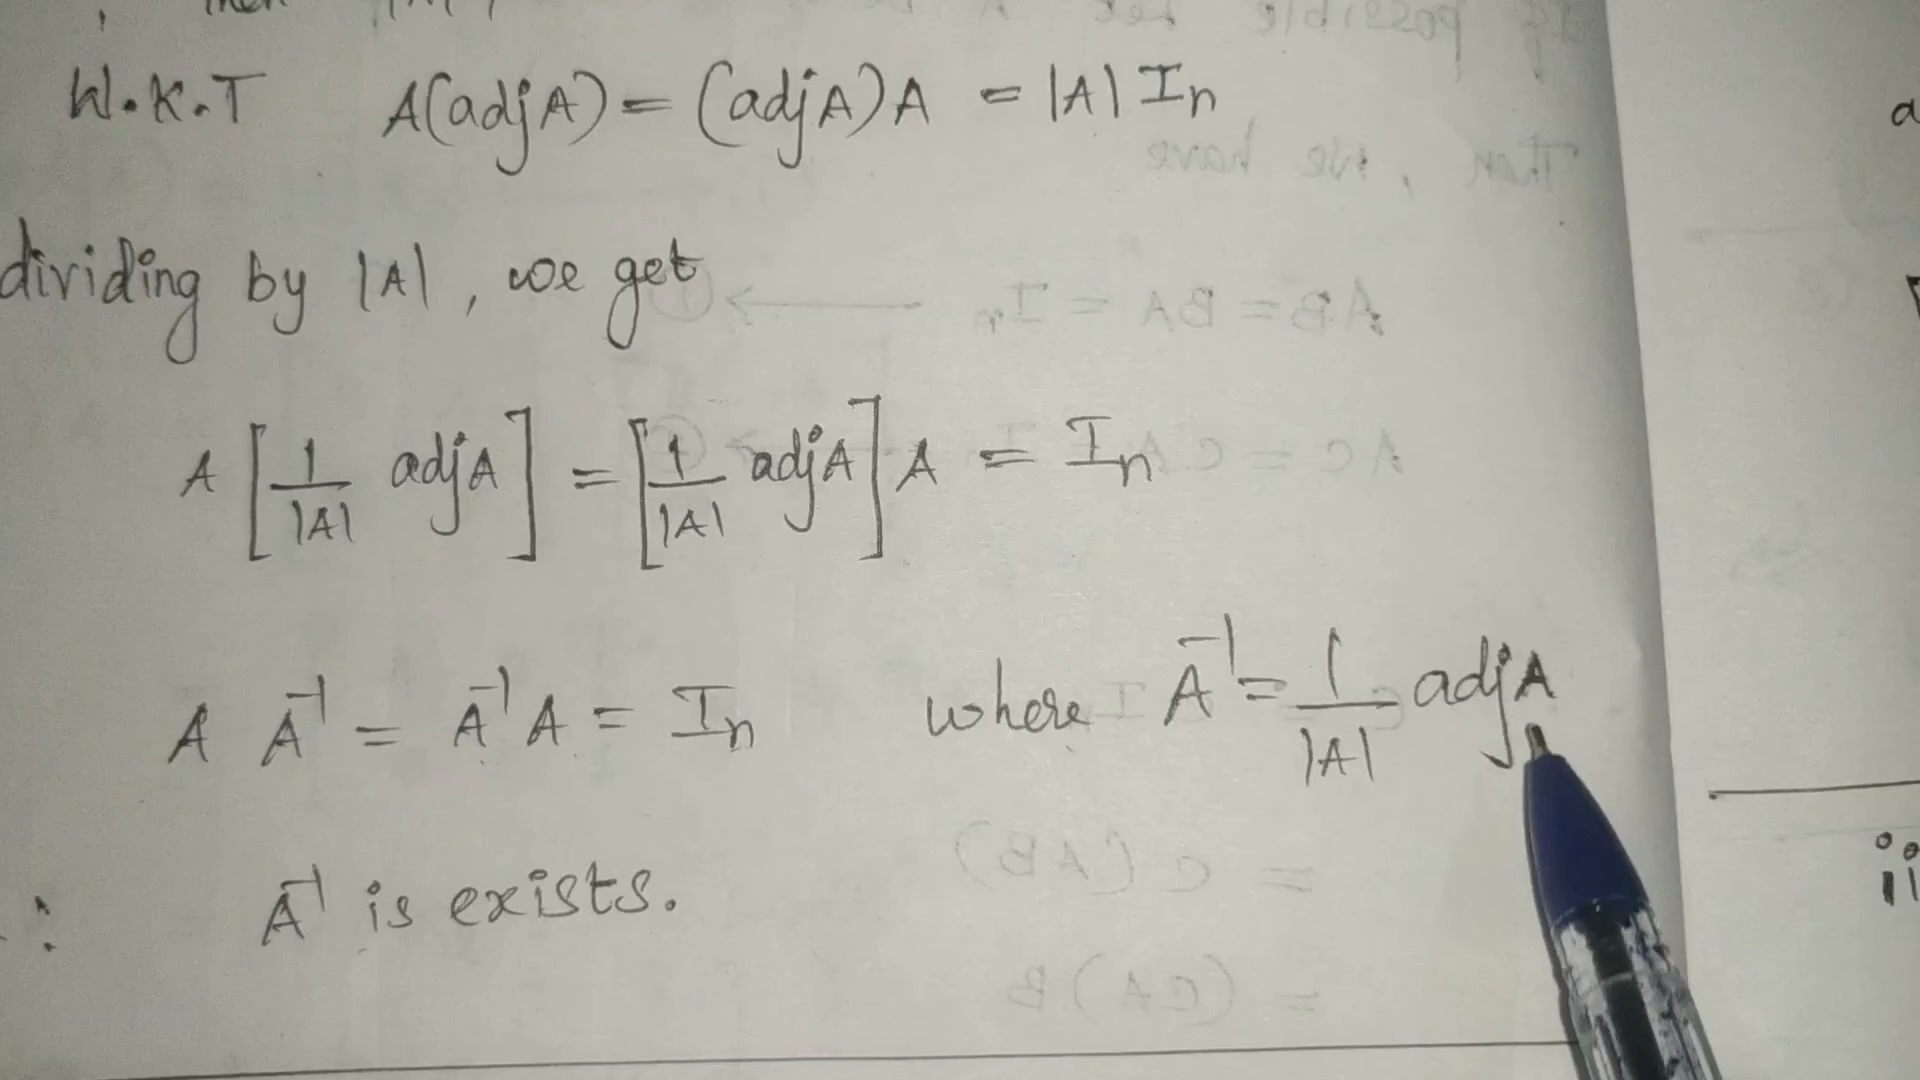 W.K.T A(adjA) = (adjA)A = |A| Iₙ
dividing by |A|, we get
A [1/|A| adjA] = [1/|A| adjA] A = Iₙ
A A⁻¹ = A⁻¹ A = Iₙ where A⁻¹ = 1/|A| adjA
∴ A⁻¹ is exists.